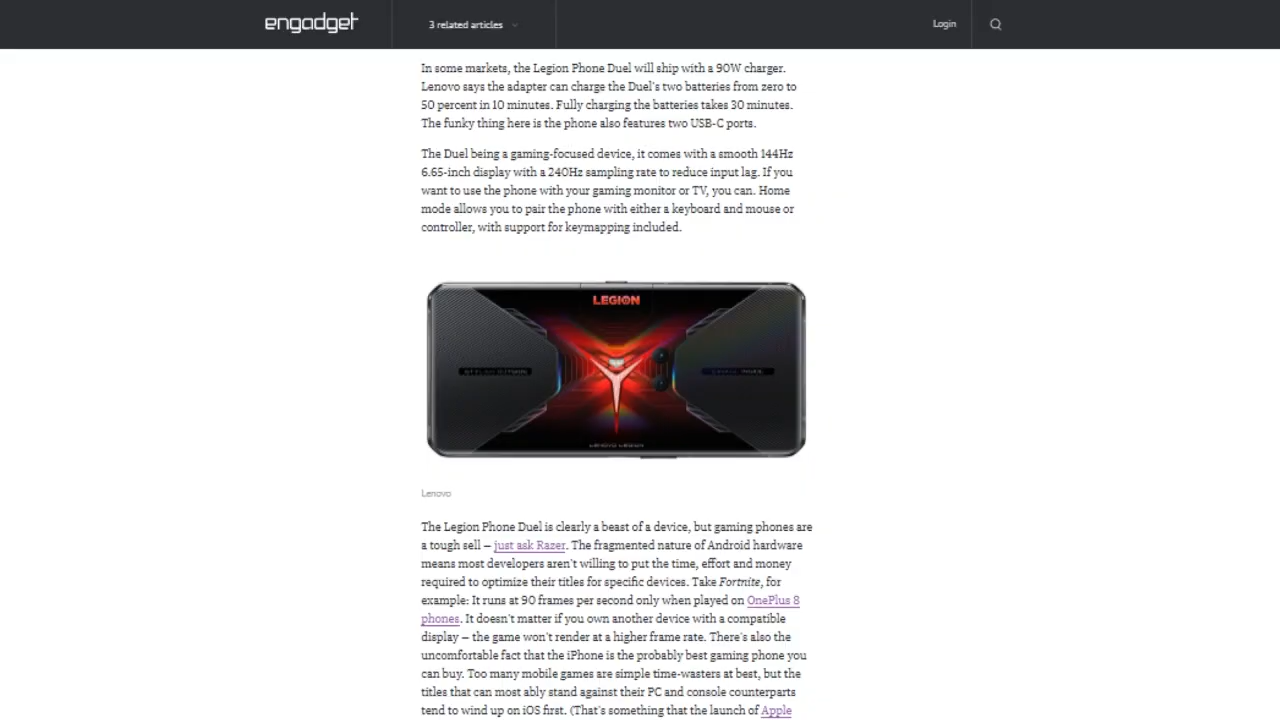 engadget
3 related articles
Login
In some markets, the Legion Phone Duel will ship with a 90W charger.
Lenovo says the adapter can charge the Duel's two batteries from zero to
50 percent in 10 minutes. Fully charging the batteries takes 30 minutes.
The funky thing here is the phone also features two USB-C ports.
The Duel being a gaming-focused device, it comes with a smooth 144Hz
6.65-inch display with a 240Hz sampling rate to reduce input lag. If you
want to use the phone with your gaming monitor or TV, you can. Home
mode allows you to pair the phone with either a keyboard and mouse or
controller, with support for keymapping included.
LEGION
LENOVO LEGION
Lenovo
The Legion Phone Duel is clearly a beast of a device, but gaming phones are
a tough sell – just ask Razer. The fragmented nature of Android hardware
means most developers aren't willing to put the time, effort and money
required to optimize their titles for specific devices. Take Fortnite, for
example: It runs at 90 frames per second only when played on OnePlus 8
phones. It doesn't matter if you own another device with a compatible
display – the game won't render at a higher frame rate. There's also the
uncomfortable fact that the iPhone is the probably best gaming phone you
can buy. Too many mobile games are simple time-wasters at best, but the
titles that can most ably stand against their PC and console counterparts
tend to wind up on iOS first. (That's something that the launch of Apple